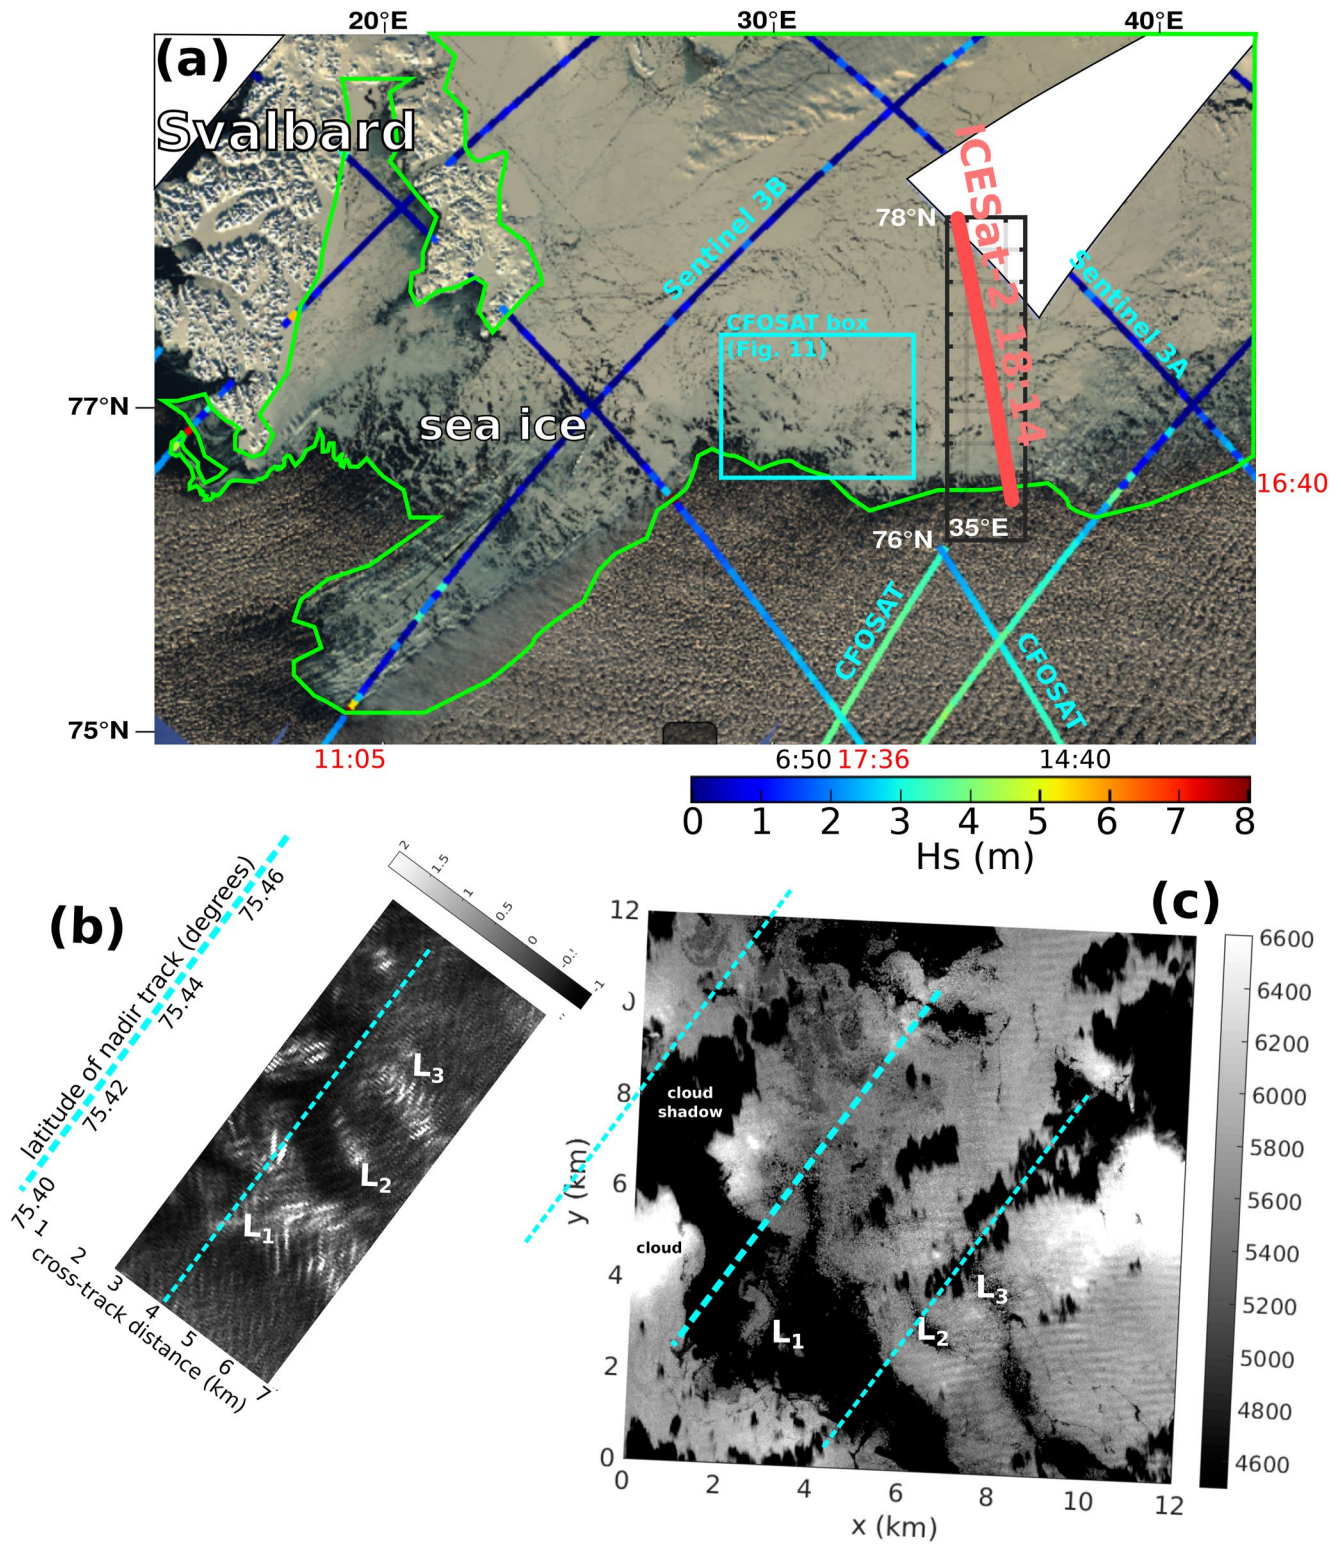 20°E 30°E 40°E
(a)
Svalbard
ICESat-2 18:14
78°N
Sentinel 3B
Sentinel 3A
CFOSAT box
(Fig. 11)
77°N
sea ice
16:40
35°E
76°N
CFOSAT
CFOSAT
75°N
11:05 6:50 17:36 14:40
0 1 2 3 4 5 6 7 8
Hs (m)
(b)
latitude of nadir track (degrees)
75.46
75.44
75.42
75.40
2
1.5
1
0.5
0
-1
L3
L2
L1
1
2
3
4
5
6
7
cross-track distance (km)
(c)
12
8
6
4
2
0
y (km)
cloud
shadow
cloud
L3
L2
L1
0 2 4 6 8 10 12
x (km)
6600
6400
6200
6000
5800
5600
5400
5200
5000
4800
4600